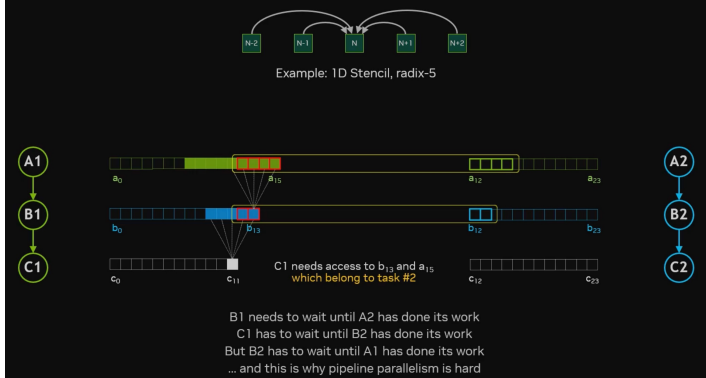 N-2 N-1 N N+1 N+2
Example: 1D Stencil, radix-5
A1 A2
a0 a15 a12 a23
B1 B2
b0 b13 b12 b23
C1 C2
C1 needs access to b13 and a15
which belong to task #2
c0 c11 c12 c23
B1 needs to wait until A2 has done its work
C1 has to wait until B2 has done its work
But B2 has to wait until A1 has done its work
... and this is why pipeline parallelism is hard